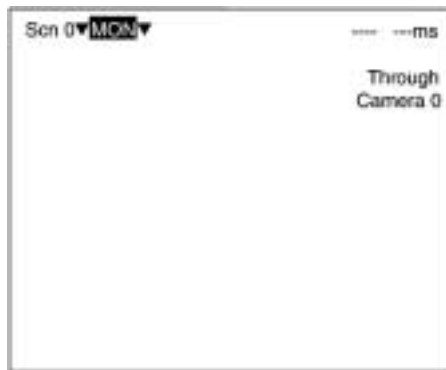 Scn 0▼MON▼ ---- ---ms
Through
Camera 0